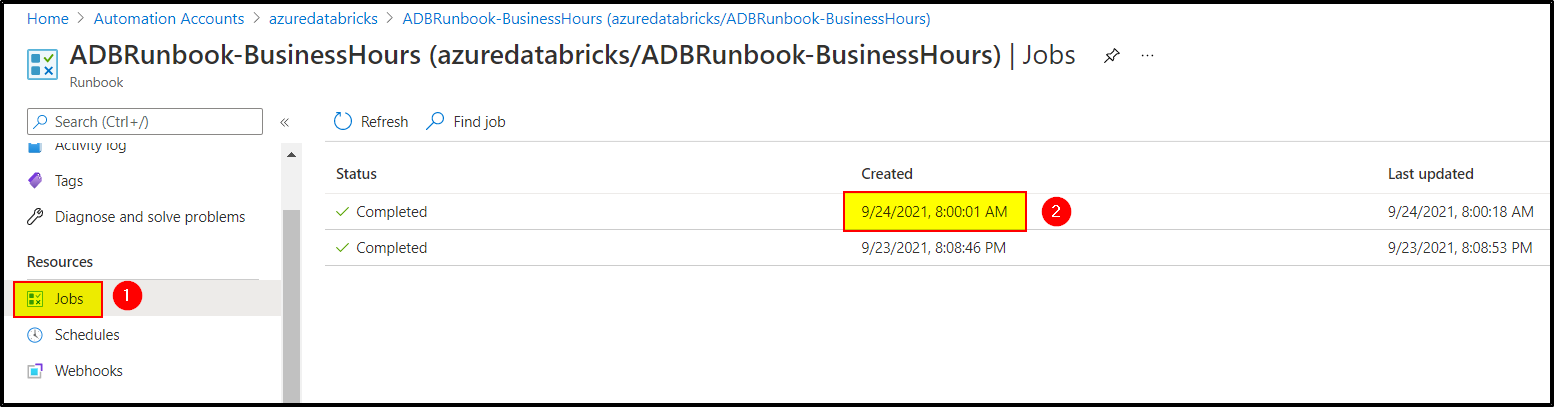 Home > Automation Accounts > azuredatabricks > ADBRunbook-BusinessHours (azuredatabricks/ADBRunbook-BusinessHours)
ADBRunbook-BusinessHours (azuredatabricks/ADBRunbook-BusinessHours) | Jobs ...
Runbook
Search (Ctrl+/) «
Refresh Find job
Activity log
Tags
Diagnose and solve problems
Resources
Jobs 1
Schedules
Webhooks
Status Created Last updated
Completed 9/24/2021, 8:00:01 AM 2 9/24/2021, 8:00:18 AM
Completed 9/23/2021, 8:08:46 PM 9/23/2021, 8:08:53 PM